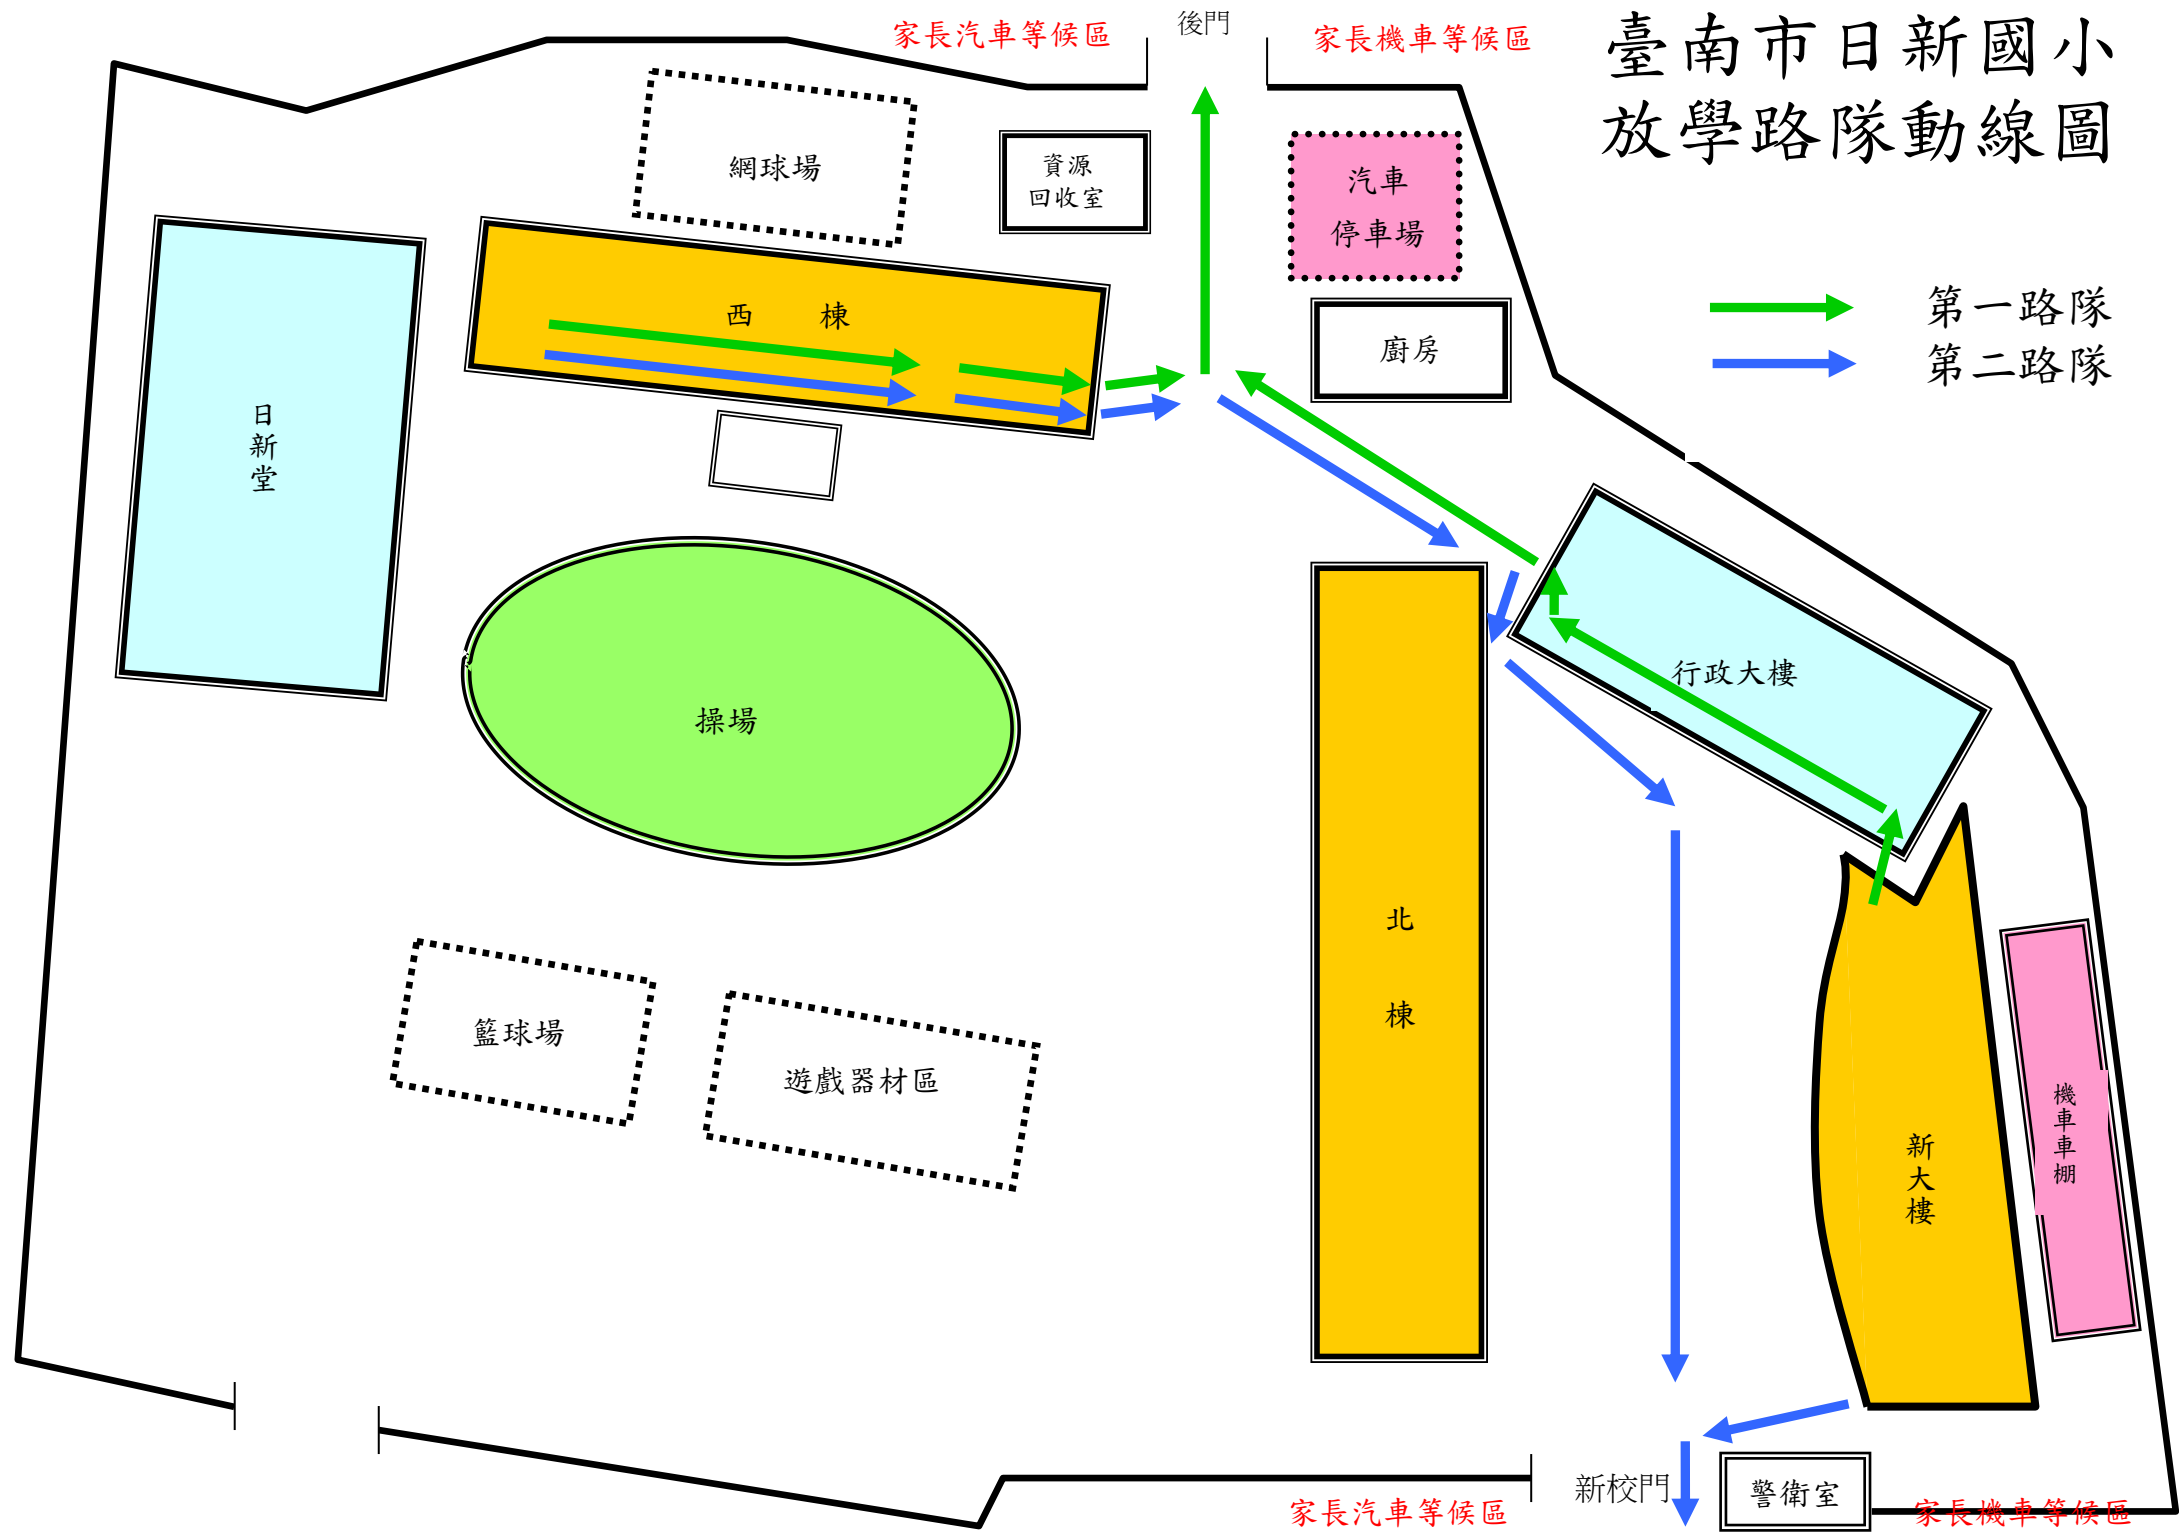 臺南市日新國小
放學路隊動線圖
家長汽車等候區
後門
家長機車等候區
網球場
資源
回收室
汽車
停車場
第一路隊
第二路隊
西 棟
廚房
日新堂
行政大樓
操場
北棟
籃球場
遊戲器材區
新大樓
機車車棚
新校門
警衛室
家長汽車等候區
家長機車等候區